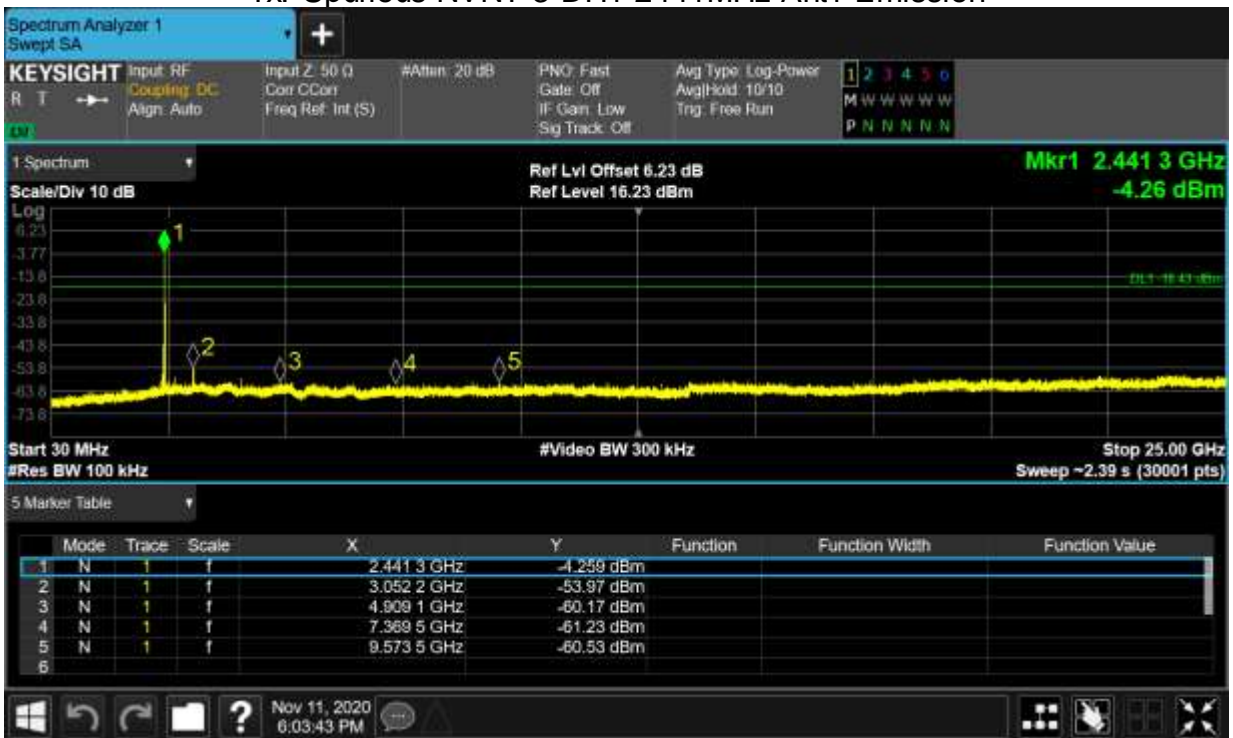 Spectrum Analyzer 1
Swept SA
+
KEYSIGHT
R T
Input: RF
Coupling: DC
Align: Auto
Input Z: 50 Ω
Corr CCorr
Freq Ref: Int (S)
#Atten: 20 dB
PNO: Fast
Gate: Off
IF Gain: Low
Sig Track: Off
Avg Type: Log-Power
Avg|Hold: 10/10
Trig: Free Run
1 2 3 4 5 6
M W W W W W
P N N N N N
1 Spectrum
Scale/Div 10 dB
Ref Lvl Offset 6.23 dB
Ref Level 16.23 dBm
Mkr1 2.441 3 GHz
-4.26 dBm
Log
6.23
-3.77
-13.8
-23.8
-33.8
-43.8
-53.8
-63.8
-73.8
1
2
3
4
5
Start 30 MHz
#Video BW 300 kHz
Stop 25.00 GHz
#Res BW 100 kHz
Sweep ~2.39 s (30001 pts)
5 Marker Table
Mode Trace Scale X Y Function Function Width Function Value
1 N 1 f 2.441 3 GHz -4.259 dBm
2 N 1 f 3.052 2 GHz -53.97 dBm
3 N 1 f 4.909 1 GHz -60.17 dBm
4 N 1 f 7.369 5 GHz -61.23 dBm
5 N 1 f 9.573 5 GHz -60.53 dBm
6
?
Nov 11, 2020
6:03:43 PM